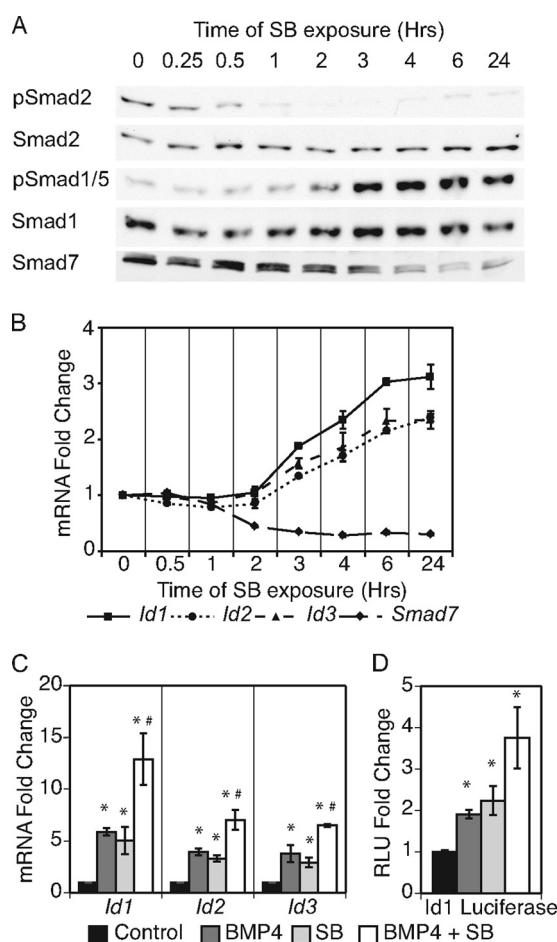 A
Time of SB exposure (Hrs)
0 0.25 0.5 1 2 3 4 6 24
pSmad2
Smad2
pSmad1/5
Smad1
Smad7
B
mRNA Fold Change
4
3
2
1
0
0 0.5 1 2 3 4 6 24
Time of SB exposure (Hrs)
Id1 Id2 Id3 Smad7
C
mRNA Fold Change
20
15
10
5
0
* * * #
* * * #
* * * #
Id1 Id2 Id3
D
RLU Fold Change
5
4
3
2
1
0
* * *
Id1 Luciferase
Control BMP4 SB BMP4 + SB